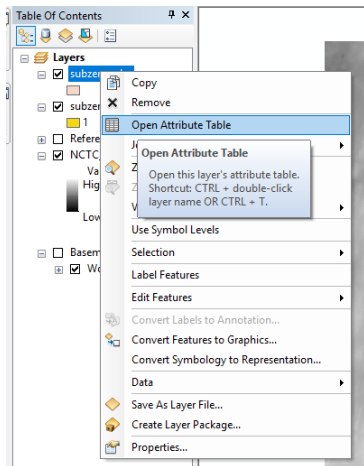 Table Of Contents
Layers
Copy
subzer
Remove
1
Open Attribute Table
Refere
NCTC
Open Attribute Table
Va
Open this layer's attribute table.
Hig
Shortcut: CTRL + double-click
layer name OR CTRL + T.
Low
Use Symbol Levels
Selection
Basem
Label Features
Wo
Edit Features
Convert Labels to Annotation...
Convert Features to Graphics...
Convert Symbology to Representation...
Data
Save As Layer File...
Create Layer Package...
Properties...